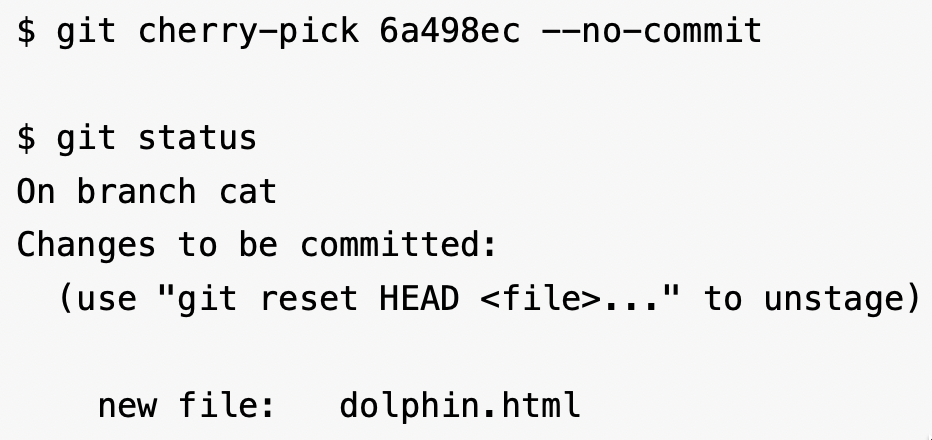 $ git cherry-pick 6a498ec --no-commit
$ git status
On branch cat
Changes to be committed:
(use "git reset HEAD <file>..." to unstage)
new file: dolphin.html